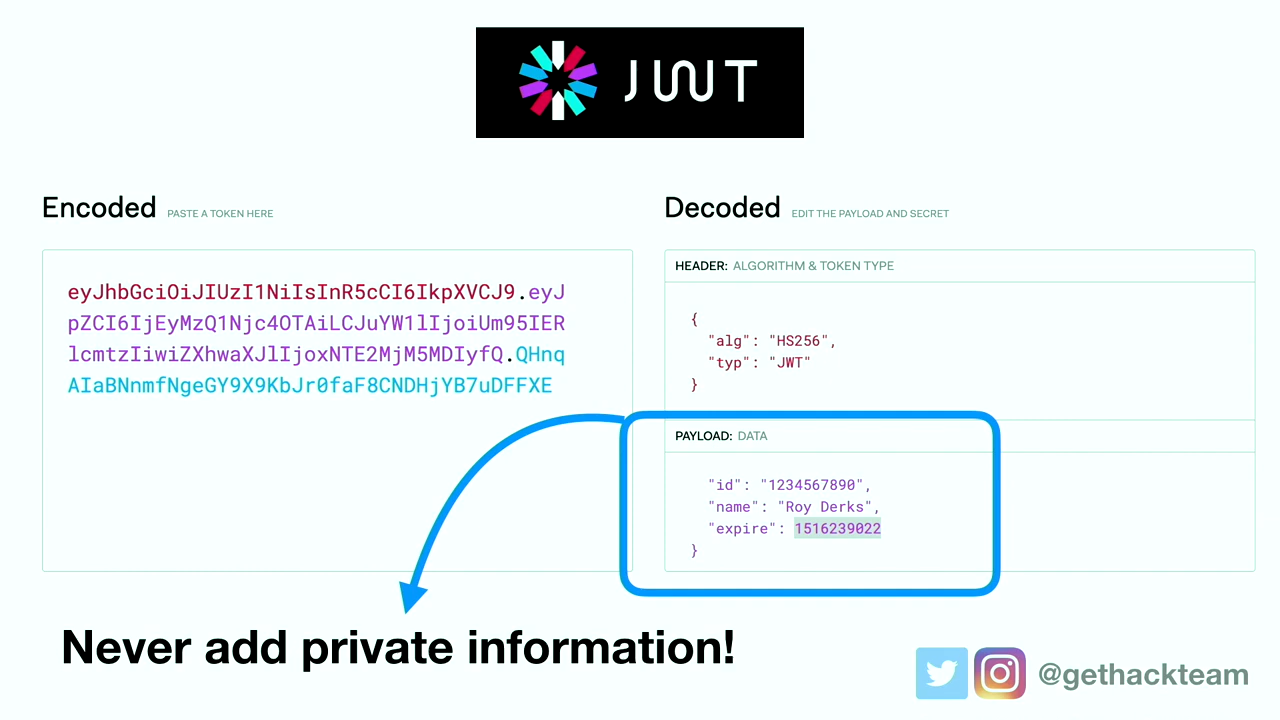 JWT
Encoded PASTE A TOKEN HERE
eyJhbGciOiJIUzI1NiIsInR5cCI6IkpXVCJ9.eyJ
pZCI6IjEyMzQ1Njc4OTAiLCJuYW1lIjoiUm95IER
lcmtzIiwiZXhwaXJlIjoxNTE2MjM5MDIyfQ.QHnq
AIaBNnmfNgeGY9X9KbJr0faF8CNDHjYB7uDFFXE
Decoded EDIT THE PAYLOAD AND SECRET
HEADER: ALGORITHM & TOKEN TYPE
{
"alg": "HS256",
"typ": "JWT"
}
PAYLOAD: DATA
"id": "1234567890",
"name": "Roy Derks",
"expire": 1516239022
}
Never add private information!
@gethackteam